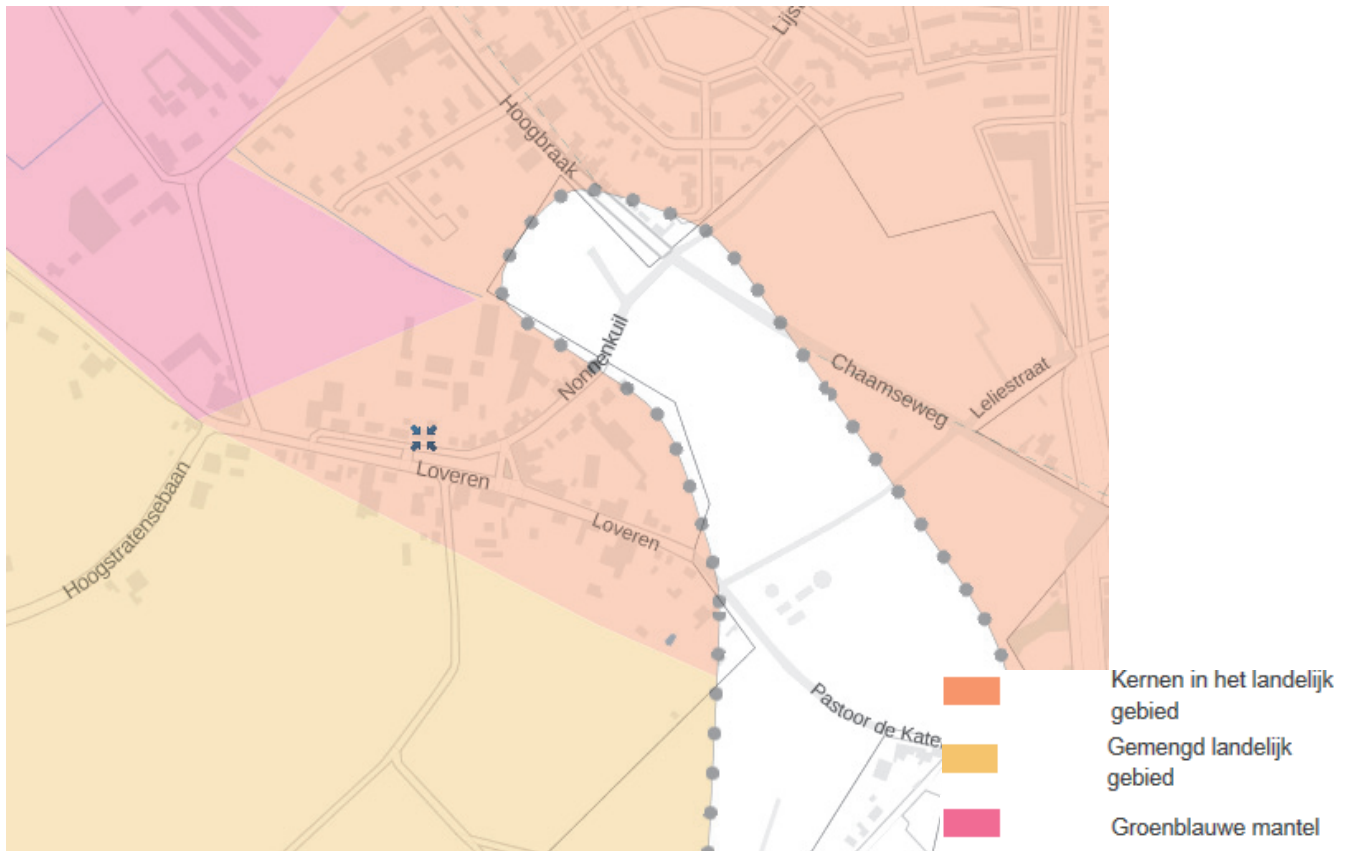 Lijs
Hoogbraak
Nonnenkuil
Chaamseweg
Leliestraat
Loveren
Loveren
Hoogstratensebaan
Pastoor de Kate
Kernen in het landelijk
gebied
Gemengd landelijk
gebied
Groenblauwe mantel